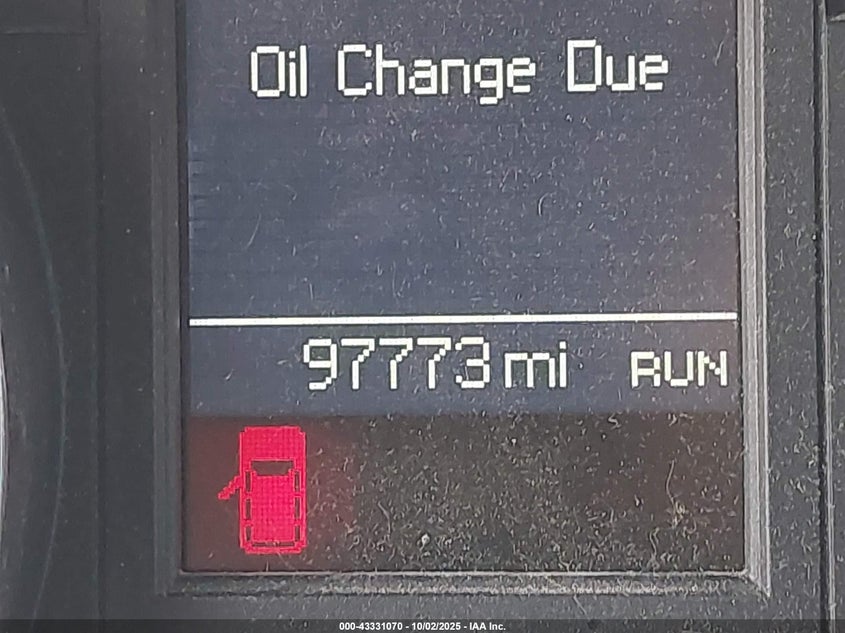 Oil Change Due
97773 mi RUN
000-43331070 - 10/02/2025 - IAA Inc.